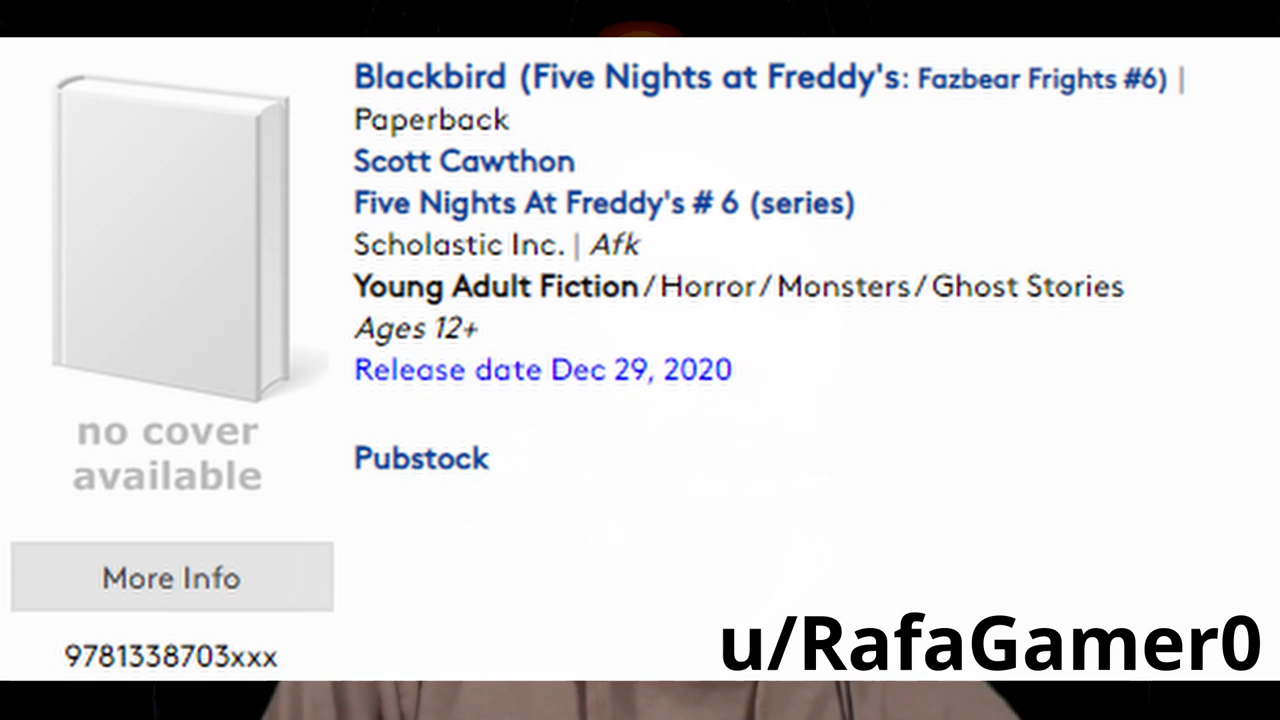 Blackbird (Five Nights at Freddy's: Fazbear Frights #6) |
Paperback
Scott Cawthon
Five Nights At Freddy's # 6 (series)
Scholastic Inc. | Afk
Young Adult Fiction / Horror / Monsters / Ghost Stories
Ages 12+
Release date Dec 29, 2020
Pubstock
no cover
available
More Info
9781338703xxx
u/RafaGamer0